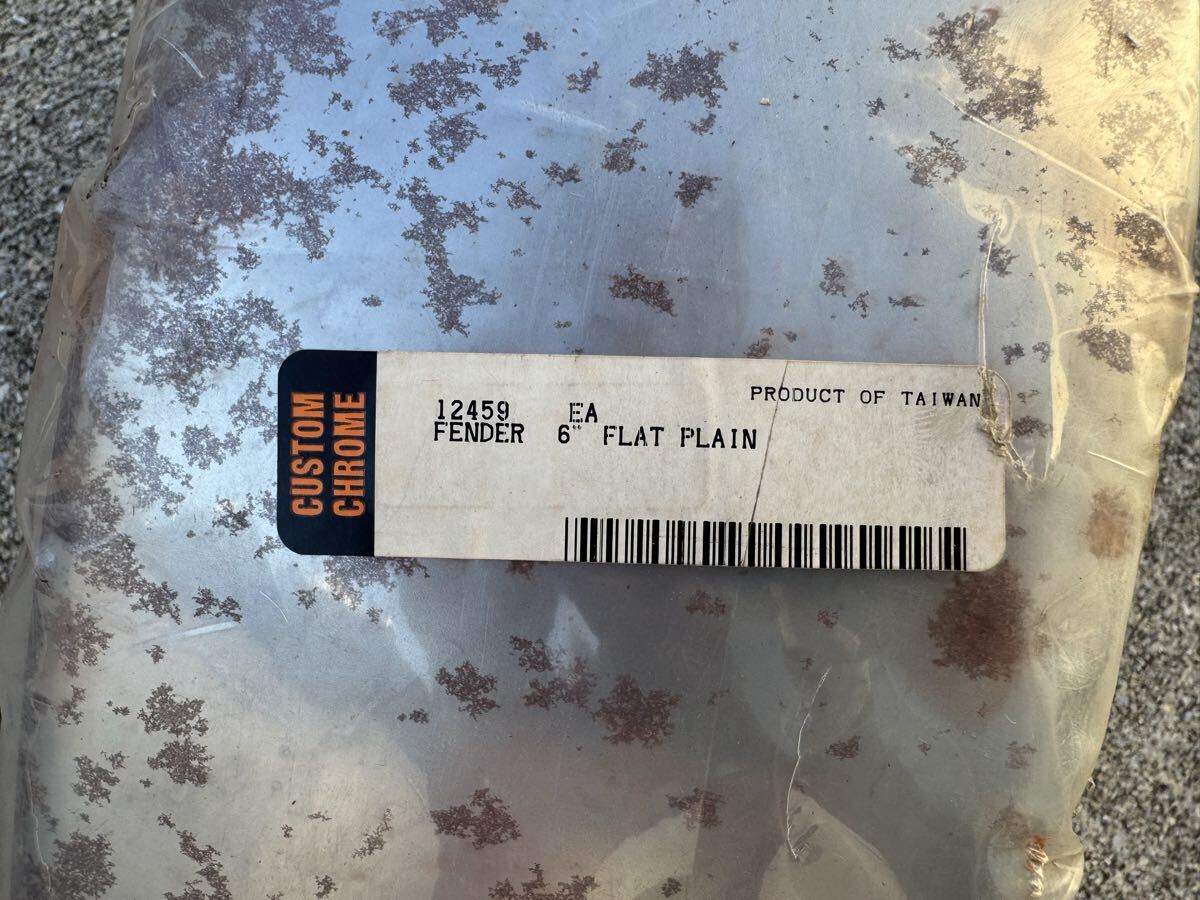 CUSTOM
CHROME
PRODUCT OF TAIWAN
12459 EA
FENDER 6" FLAT PLAIN